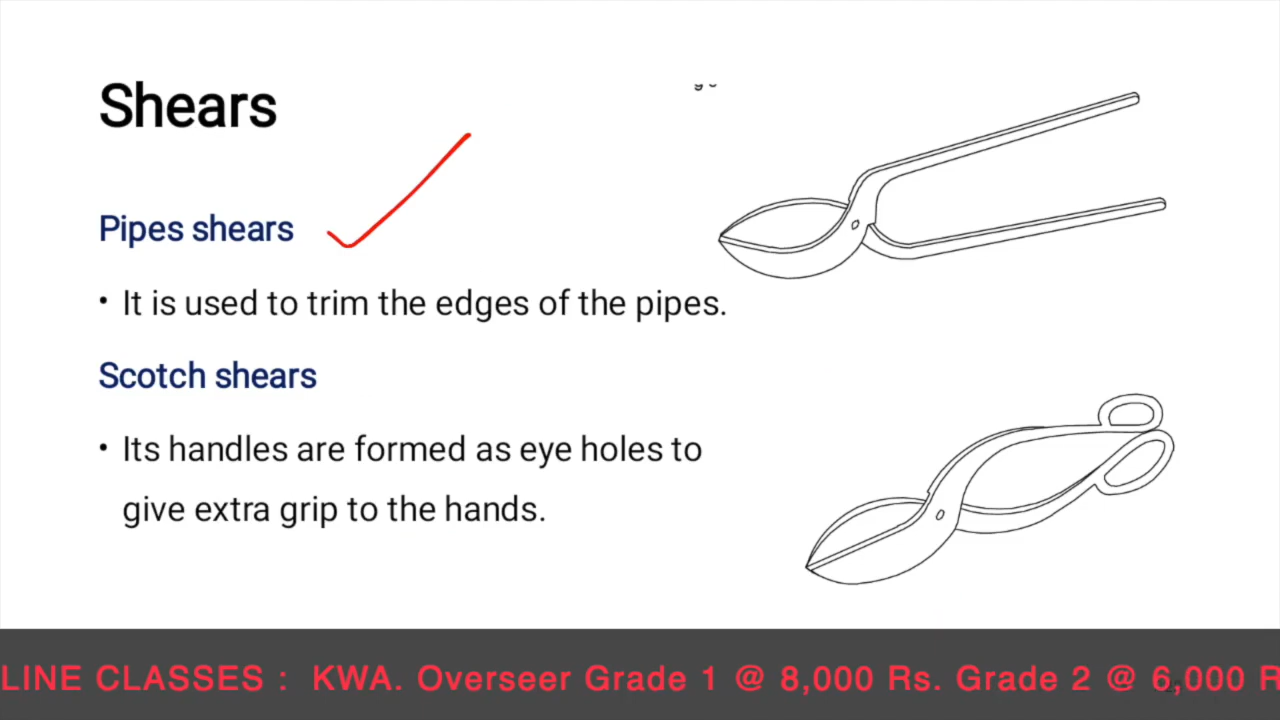 Shears
Pipes shears
• It is used to trim the edges of the pipes.
Scotch shears
• Its handles are formed as eye holes to
give extra grip to the hands.
LINE CLASSES : KWA. Overseer Grade 1 @ 8,000 Rs. Grade 2 @ 6,000 R